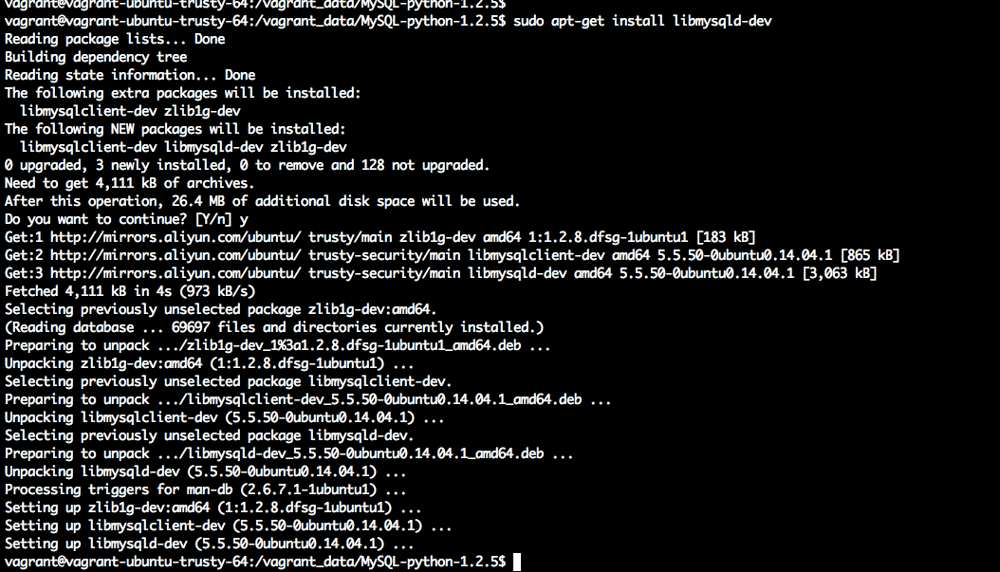 vagrant@vagrant-ubuntu-trusty-64:/vagrant_data/MySQL-python-1.2.5$
vagrant@vagrant-ubuntu-trusty-64:/vagrant_data/MySQL-python-1.2.5$ sudo apt-get install libmysqld-dev
Reading package lists... Done
Building dependency tree
Reading state information... Done
The following extra packages will be installed:
  libmysqlclient-dev zlib1g-dev
The following NEW packages will be installed:
  libmysqlclient-dev libmysqld-dev zlib1g-dev
0 upgraded, 3 newly installed, 0 to remove and 128 not upgraded.
Need to get 4,111 kB of archives.
After this operation, 26.4 MB of additional disk space will be used.
Do you want to continue? [Y/n] y
Get:1 http://mirrors.aliyun.com/ubuntu/ trusty/main zlib1g-dev amd64 1:1.2.8.dfsg-1ubuntu1 [183 kB]
Get:2 http://mirrors.aliyun.com/ubuntu/ trusty-security/main libmysqlclient-dev amd64 5.5.50-0ubuntu0.14.04.1 [865 kB]
Get:3 http://mirrors.aliyun.com/ubuntu/ trusty-security/main libmysqld-dev amd64 5.5.50-0ubuntu0.14.04.1 [3,063 kB]
Fetched 4,111 kB in 4s (973 kB/s)
Selecting previously unselected package zlib1g-dev:amd64.
(Reading database ... 69697 files and directories currently installed.)
Preparing to unpack .../zlib1g-dev_1%3a1.2.8.dfsg-1ubuntu1_amd64.deb ...
Unpacking zlib1g-dev:amd64 (1:1.2.8.dfsg-1ubuntu1) ...
Selecting previously unselected package libmysqlclient-dev.
Preparing to unpack .../libmysqlclient-dev_5.5.50-0ubuntu0.14.04.1_amd64.deb ...
Unpacking libmysqlclient-dev (5.5.50-0ubuntu0.14.04.1) ...
Selecting previously unselected package libmysqld-dev.
Preparing to unpack .../libmysqld-dev_5.5.50-0ubuntu0.14.04.1_amd64.deb ...
Unpacking libmysqld-dev (5.5.50-0ubuntu0.14.04.1) ...
Processing triggers for man-db (2.6.7.1-1ubuntu1) ...
Setting up zlib1g-dev:amd64 (1:1.2.8.dfsg-1ubuntu1) ...
Setting up libmysqlclient-dev (5.5.50-0ubuntu0.14.04.1) ...
Setting up libmysqld-dev (5.5.50-0ubuntu0.14.04.1) ...
vagrant@vagrant-ubuntu-trusty-64:/vagrant_data/MySQL-python-1.2.5$